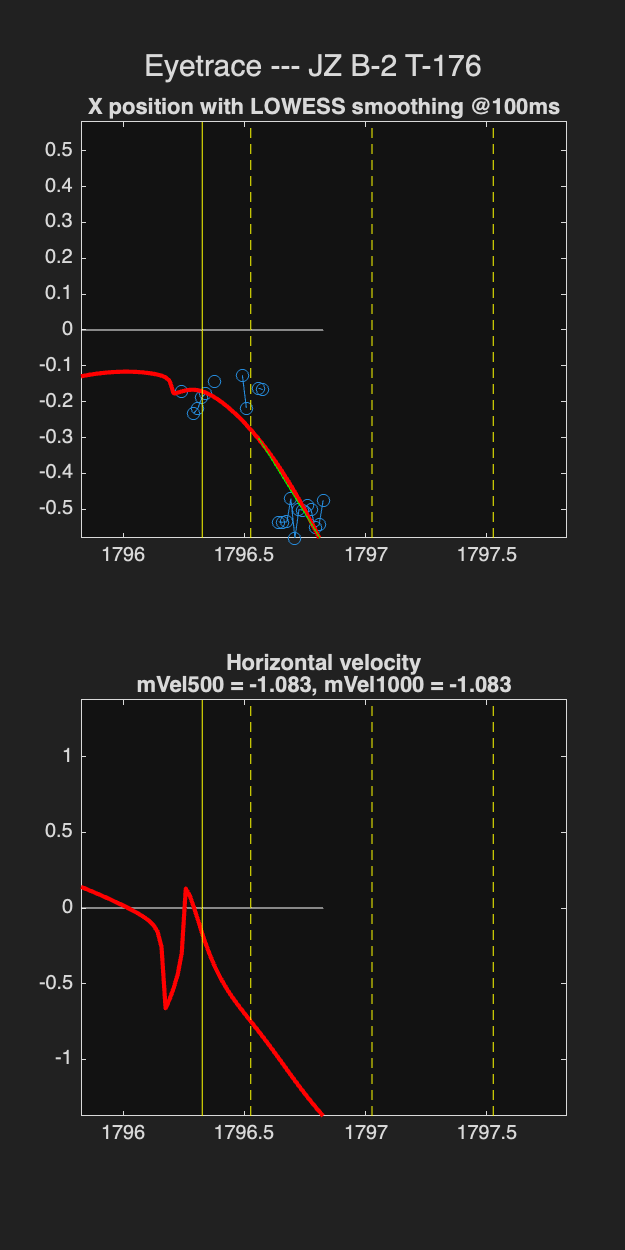 Eyetrace --- JZ B-2 T-176
X position with LOWESS smoothing @100ms
0.5
0.4
0.3
0.2
0.1
0
-0.1
-0.2
-0.3
-0.4
-0.5
1796 1796.5 1797 1797.5
Horizontal velocity
mVel500 = -1.083, mVel1000 = -1.083
1
0.5
0
-0.5
-1
1796 1796.5 1797 1797.5